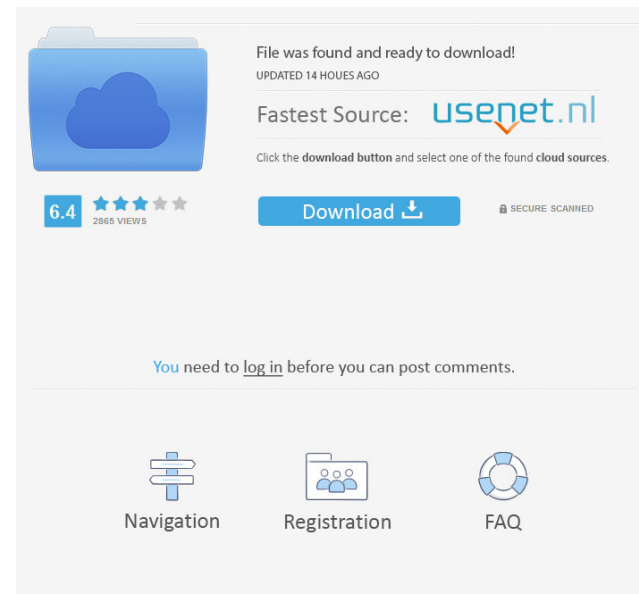 File was found and ready to download!
UPDATED 14 HOUES AGO
Fastest Source: usenet.nl
Click the download button and select one of the found cloud sources.
6.4
2865 VIEWS
Download
SECURE SCANNED
You need to log in before you can post comments.
Navigation
Registration
FAQ